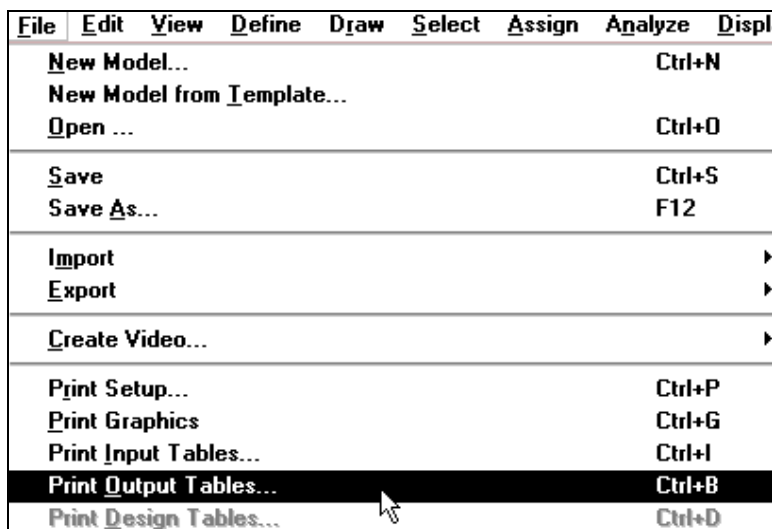 File Edit View Define Draw Select Assign Analyze Displ
New Model... Ctrl+N
New Model from Template...
Open ... Ctrl+O
Save Ctrl+S
Save As... F12
Import
Export
Create Video...
Print Setup... Ctrl+P
Print Graphics Ctrl+G
Print Input Tables... Ctrl+I
Print Output Tables... Ctrl+B
Print Design Tables... Ctrl+D